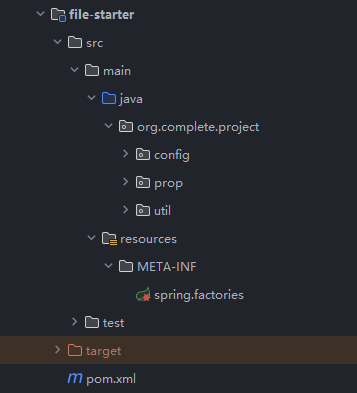 file-starter
src
main
java
org.complete.project
config
prop
util
resources
META-INF
spring.factories
test
target
pom.xml